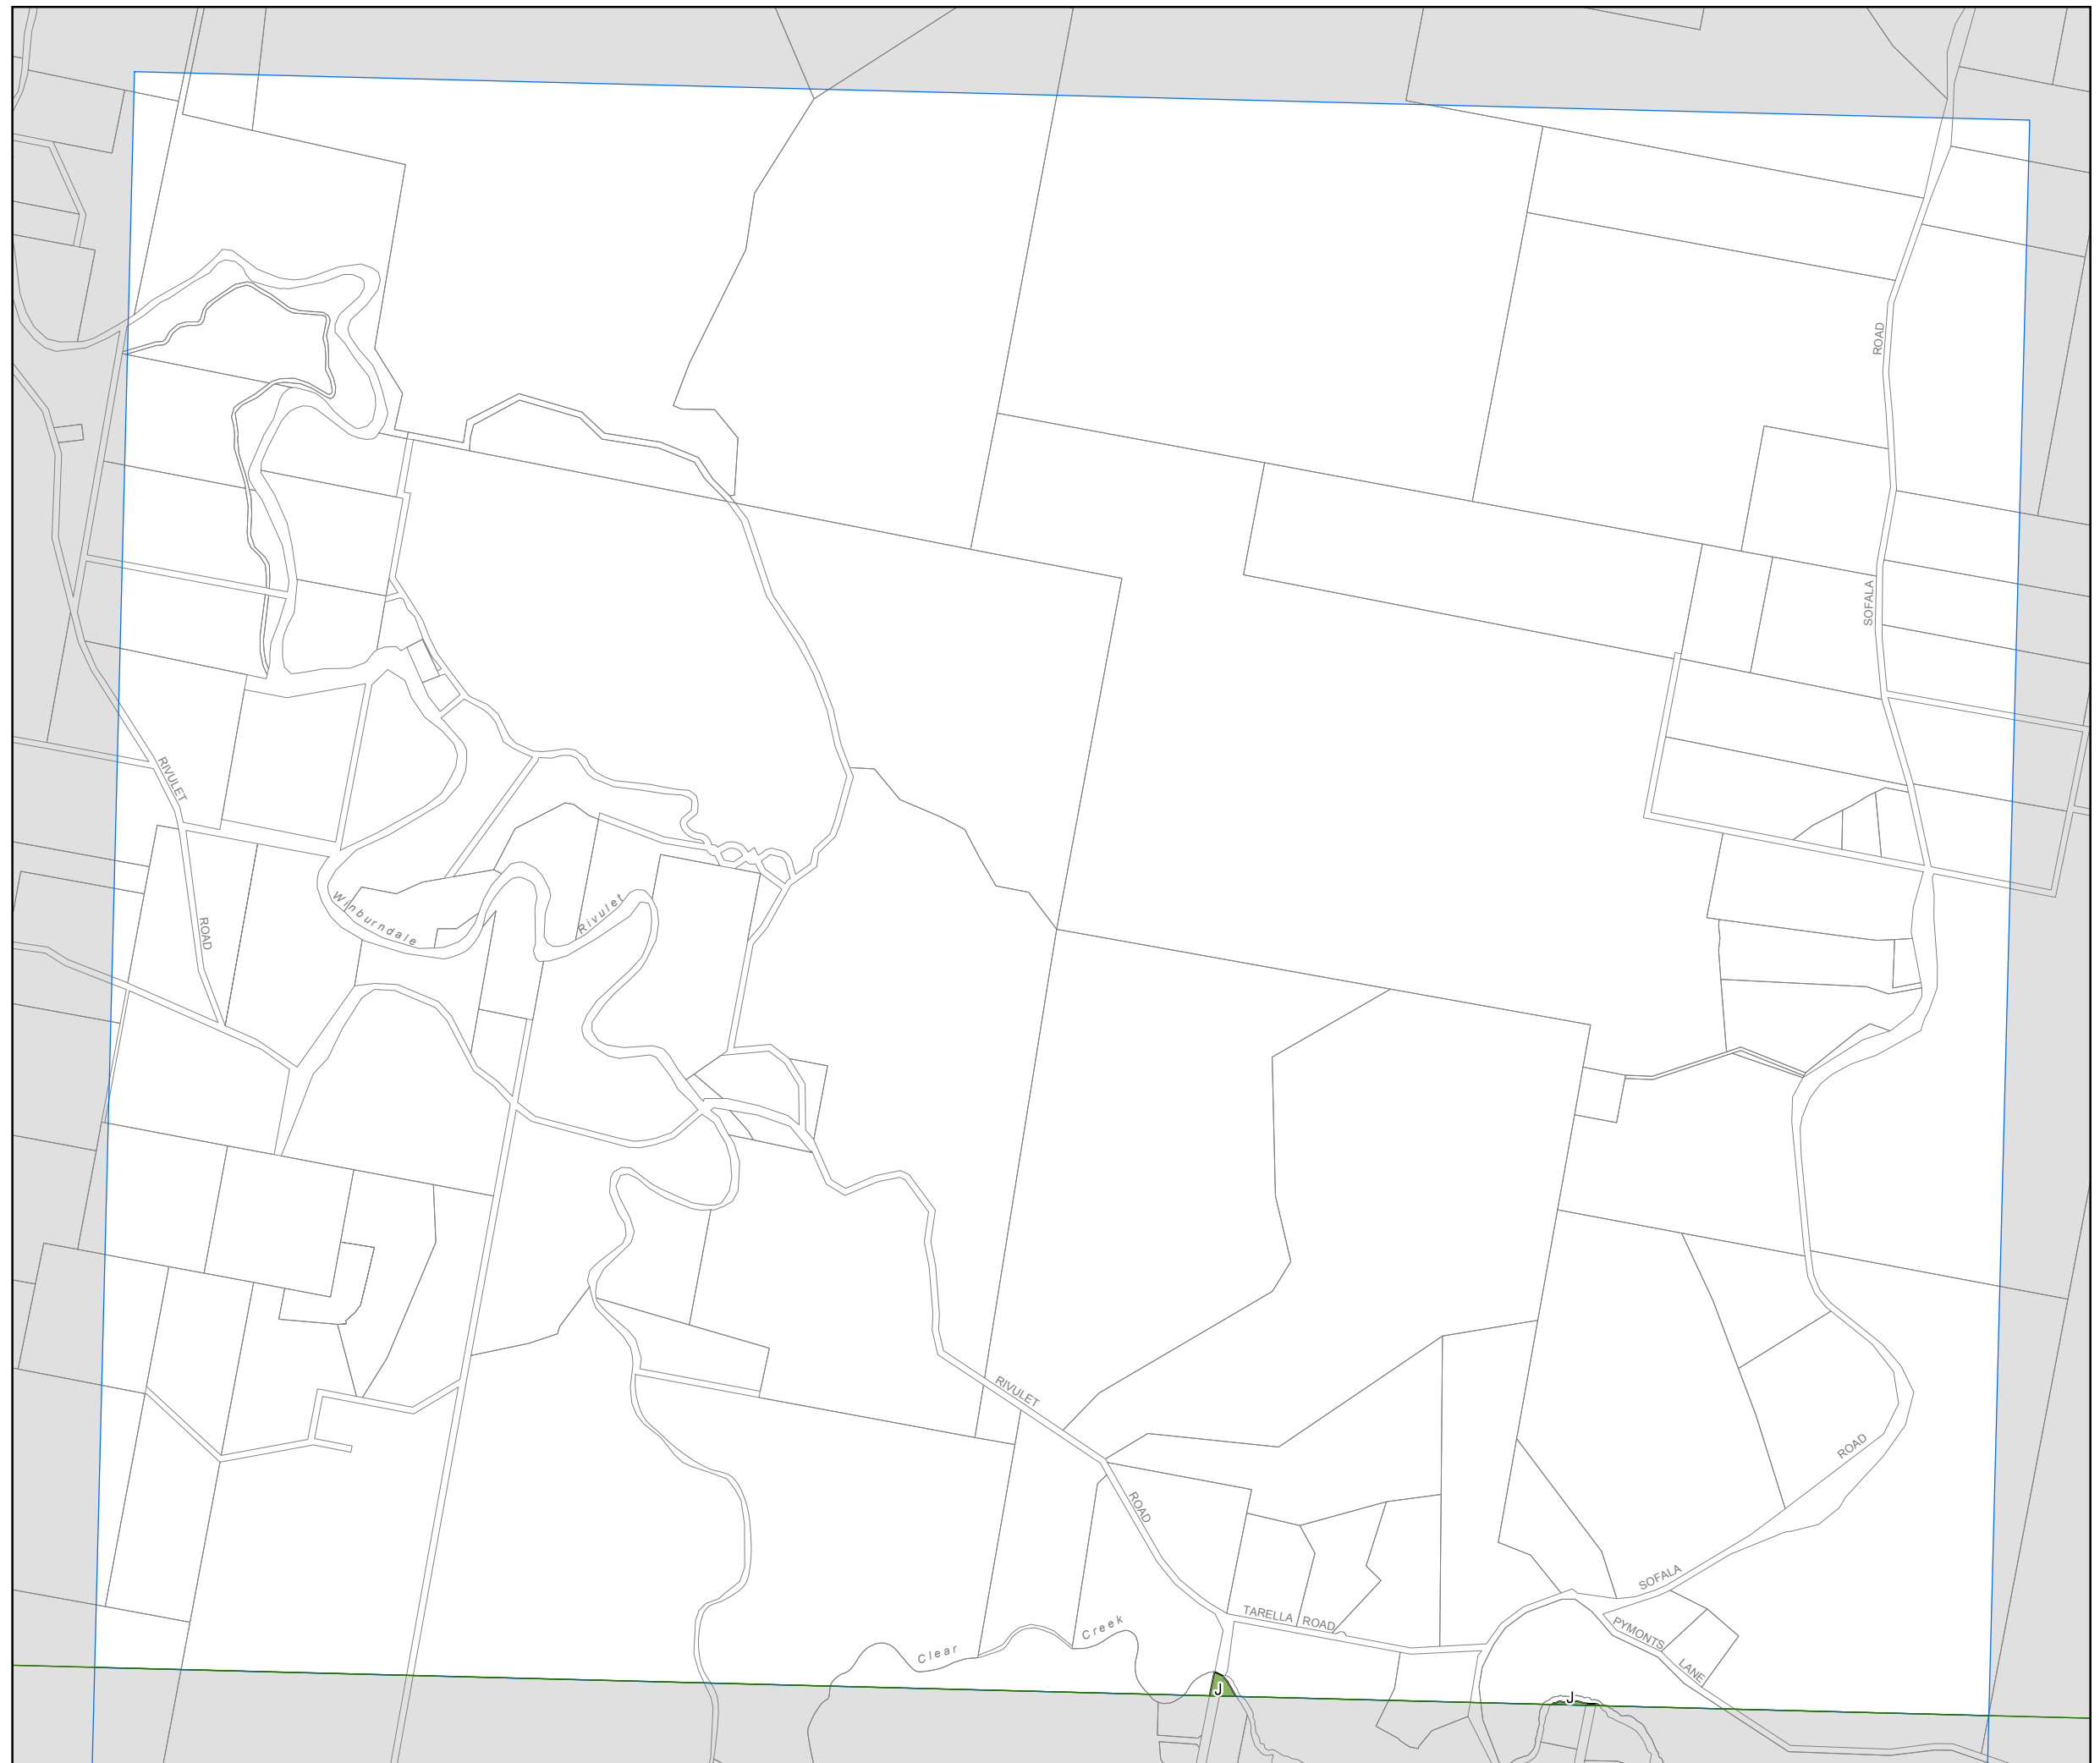 ROAD
SOFALA
RIVULET
ROAD
Winburndale
Rivulet
RIVULET
ROAD
ROAD
SOFALA
TARELLA ROAD
PYMONTS
LANE
Clear
Creek
J
J